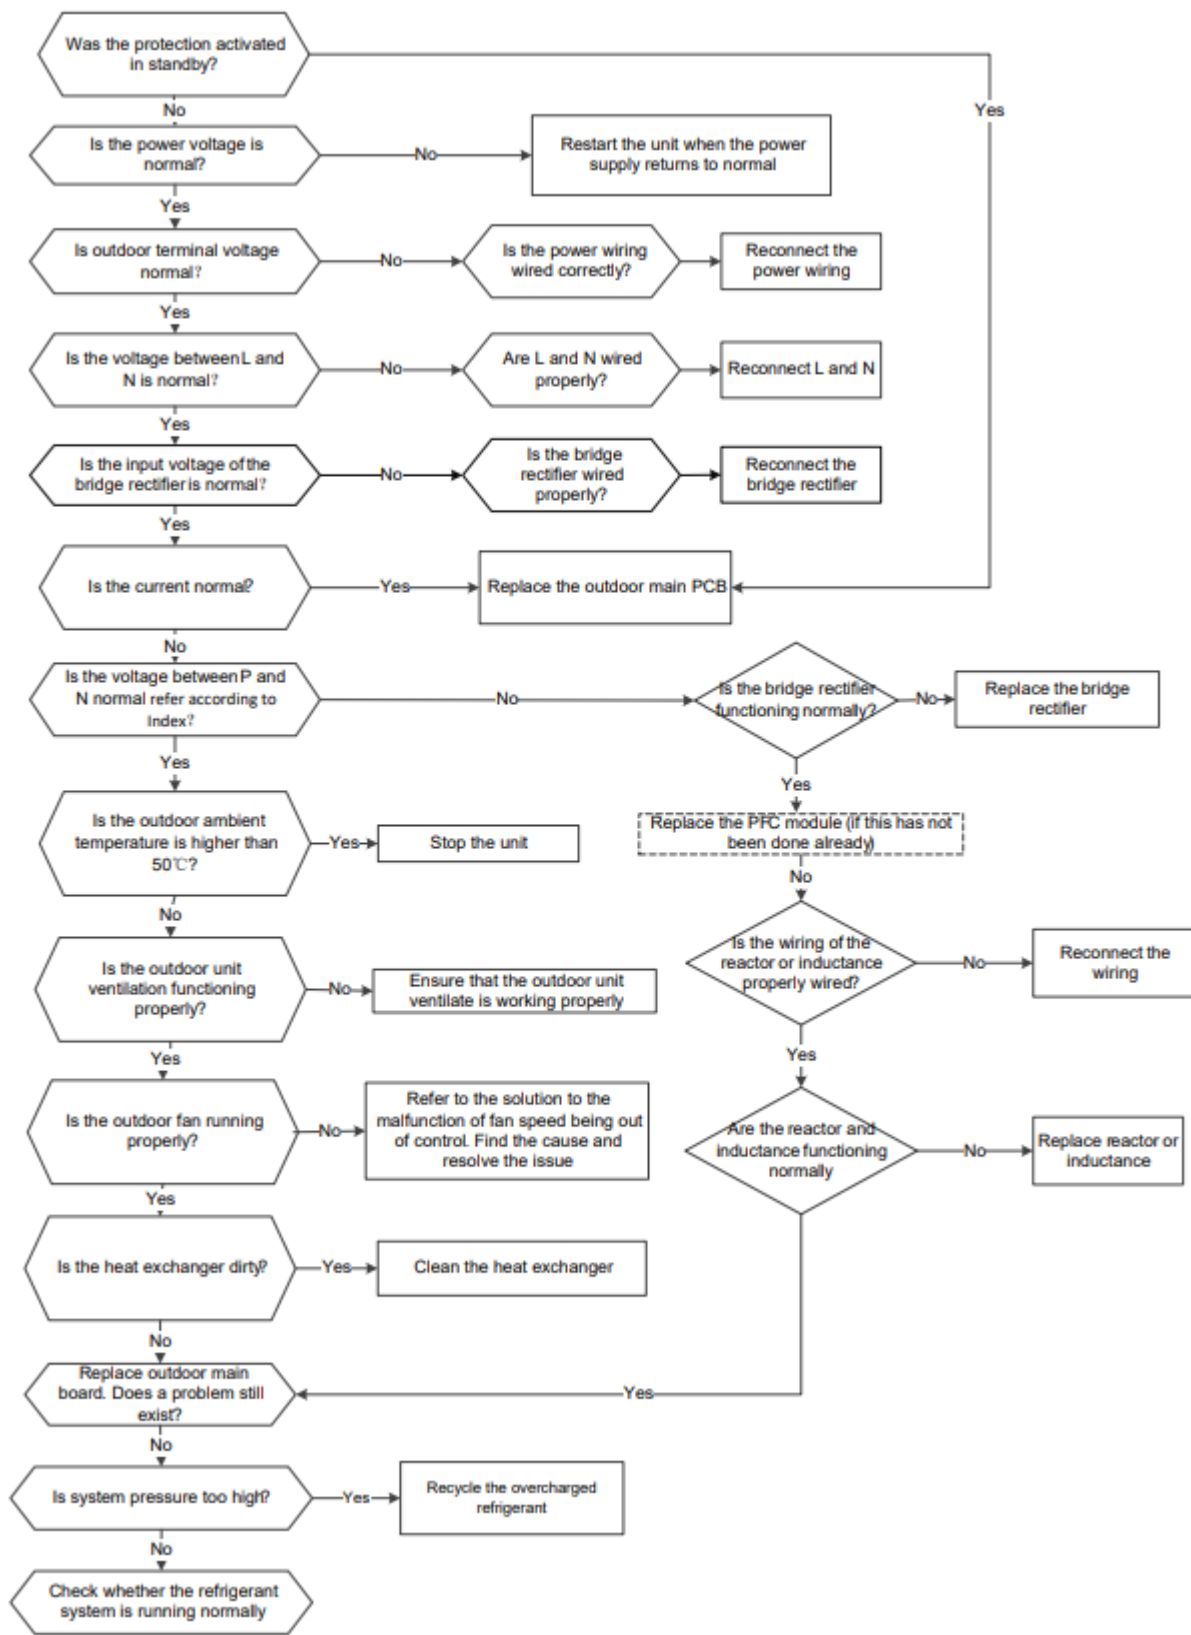 Was the protection activated
in standby?
Yes
No
Is the power voltage is
normal?
No
Restart the unit when the power
supply returns to normal
Yes
Is outdoor terminal voltage
normal?
No
Is the power wiring
wired correctly?
Reconnect the
power wiring
Yes
Is the voltage between L and
N is normal?
No
Are L and N wired
properly?
Reconnect L and N
Yes
Is the input voltage of the
bridge rectifier is normal?
No
Is the bridge
rectifier wired
properly?
Reconnect the
bridge rectifier
Yes
Is the current normal?
Yes
Replace the outdoor main PCB
No
Is the voltage between P and
N normal refer according to
Index?
No
Is the bridge rectifier
functioning normally?
No
Replace the bridge
rectifier
Yes
Yes
Is the outdoor ambient
temperature is higher than
50℃?
Yes
Stop the unit
Replace the PFC module (if this has not
been done already)
No
No
Is the outdoor unit
ventilation functioning
properly?
No
Ensure that the outdoor unit
ventilate is working properly
Is the wiring of the
reactor or inductance
properly wired?
No
Reconnect the
wiring
Yes
Yes
Is the outdoor fan running
properly?
No
Refer to the solution to the
malfunction of fan speed being out
of control. Find the cause and
resolve the issue
Are the reactor and
inductance functioning
normally
No
Replace reactor or
inductance
Yes
Is the heat exchanger dirty?
Yes
Clean the heat exchanger
No
Replace outdoor main
board. Does a problem still
exist?
Yes
No
Is system pressure too high?
Yes
Recycle the overcharged
refrigerant
No
Check whether the refrigerant
system is running normally